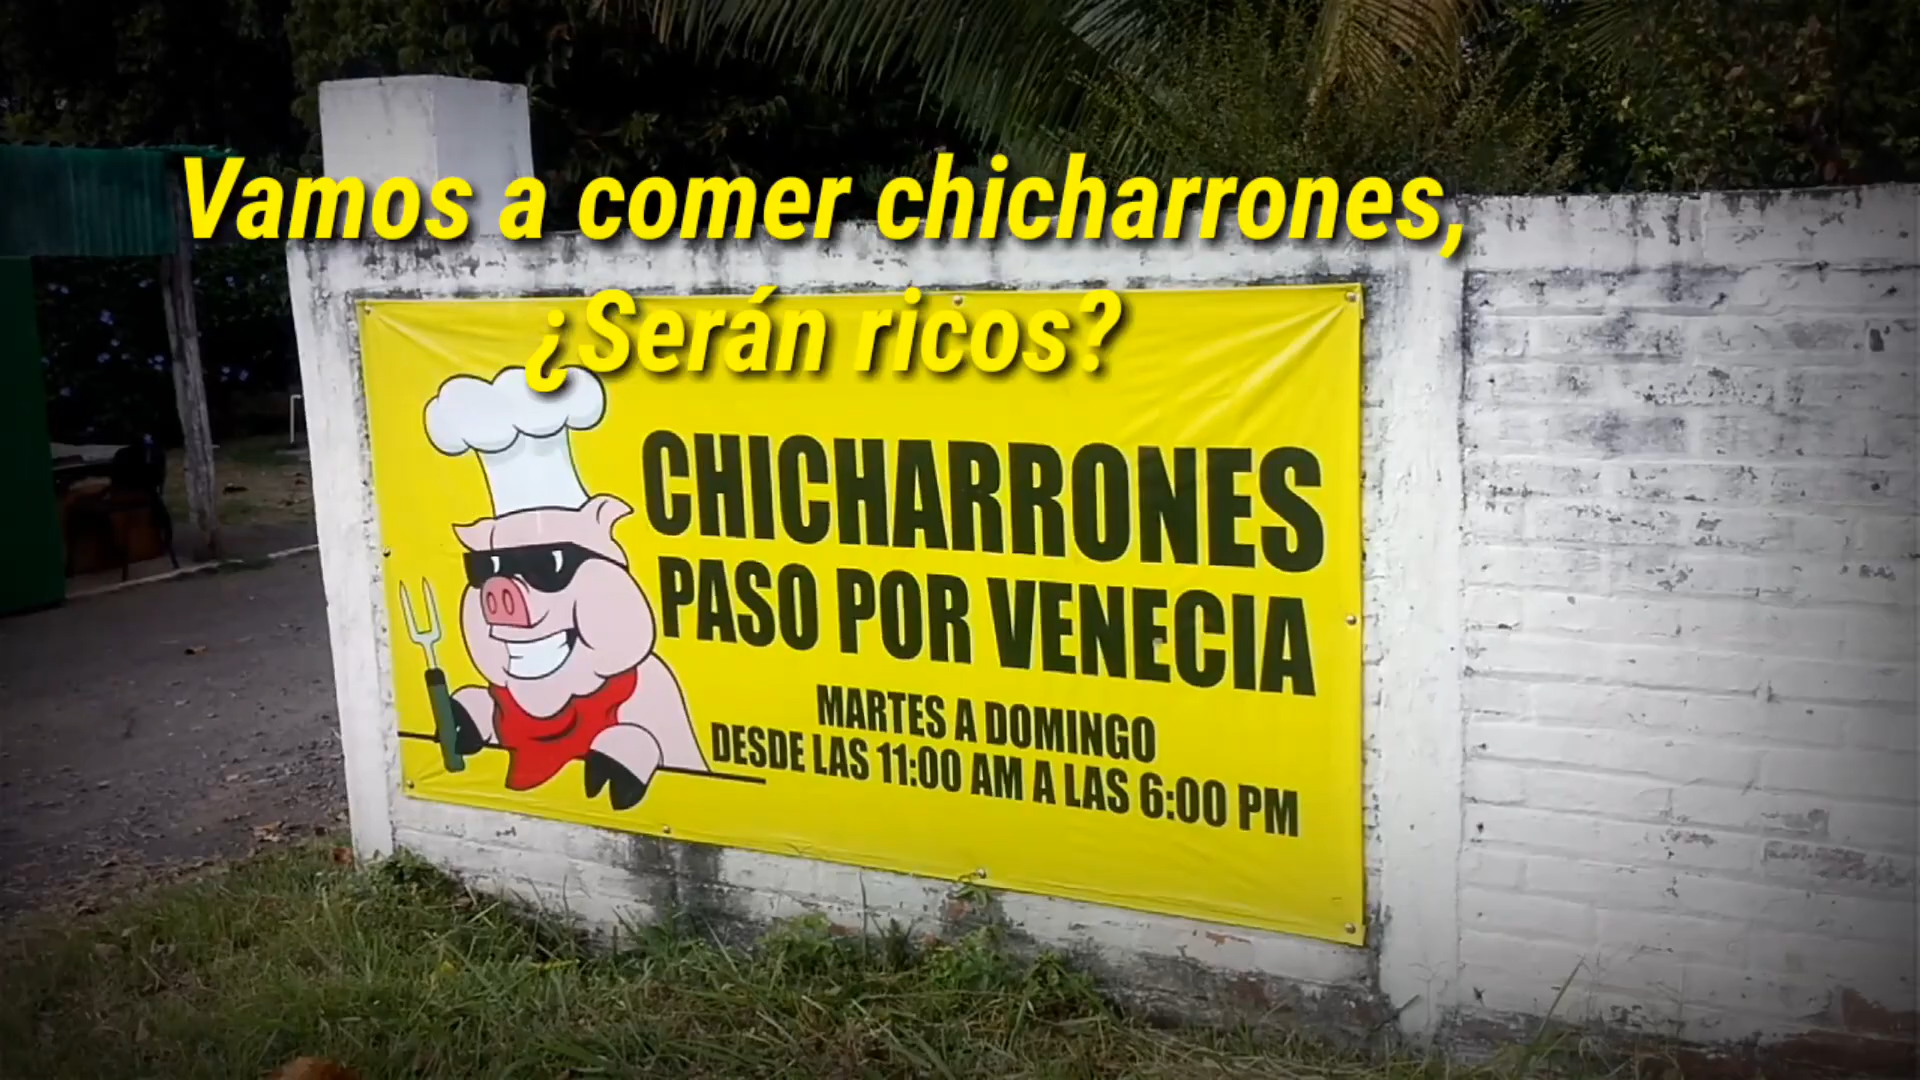 Vamos a comer chicharrones,
¿Serán ricos?
CHICHARRONES
PASO POR VENECIA
MARTES A DOMINGO
DESDE LAS 11:00 AM A LAS 6:00 PM